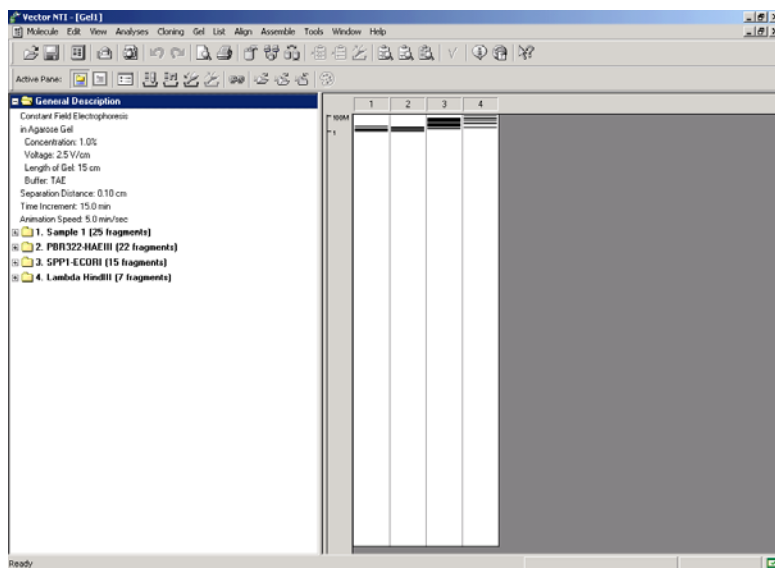 Vector NTI - [Gel1]
Molecule Edit View Analyses Cloning Gel List Align Assemble Tools Window Help
Active Pane:
General Description
Constant Field Electrophoresis
in Agarose Gel
Concentration: 1.0%
Voltage: 2.5 V/cm
Length of Gel: 15 cm
Buffer: TAE
Separation Distance: 0.10 cm
Time Increment: 15.0 min
Animation Speed: 5.0 min/sec
1. Sample 1 (25 fragments)
2. PBR322-HAEIII (22 fragments)
3. SPP1-ECORI (15 fragments)
4. Lambda HindIII (7 fragments)
1 2 3 4
100M
1
Ready